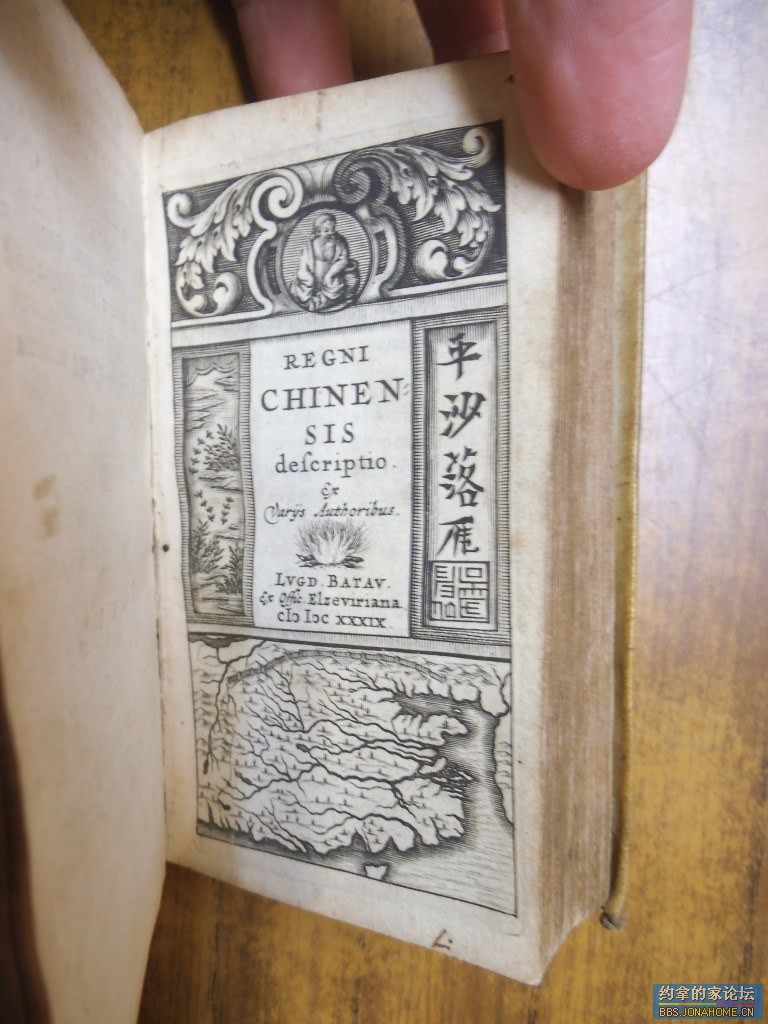 REGNI
CHINEN=
SIS
deſcriptio.
Ex
Varijs Authoribus.
LVGD. BATAV.
Ex Offic. Elzeviriana
cIɔ Iɔc XXXIX
平沙落雁
约拿的家论坛
BBS.JONAHOME.CN